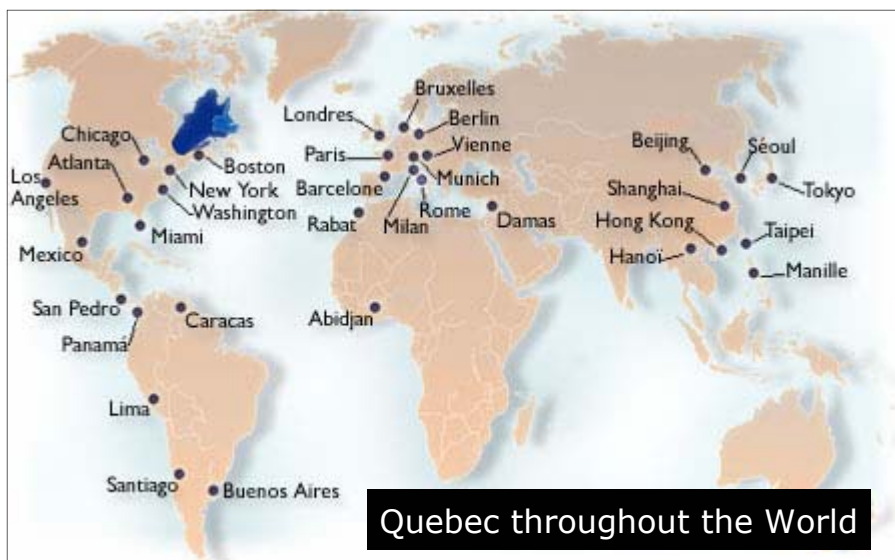 Bruxelles
Londres
Berlin
Chicago
Paris
Vienne
Beijing
Séoul
Atlanta
Boston
Los
Angeles
New York
Barcelone
Munich
Shanghai
Tokyo
Washington
Rabat
Milan
Rome
Damas
Hong Kong
Miami
Taipei
Mexico
Hanoï
Manille
San Pedro
Caracas
Abidjan
Panamá
Lima
Santiago
Buenos Aires
Quebec throughout the World